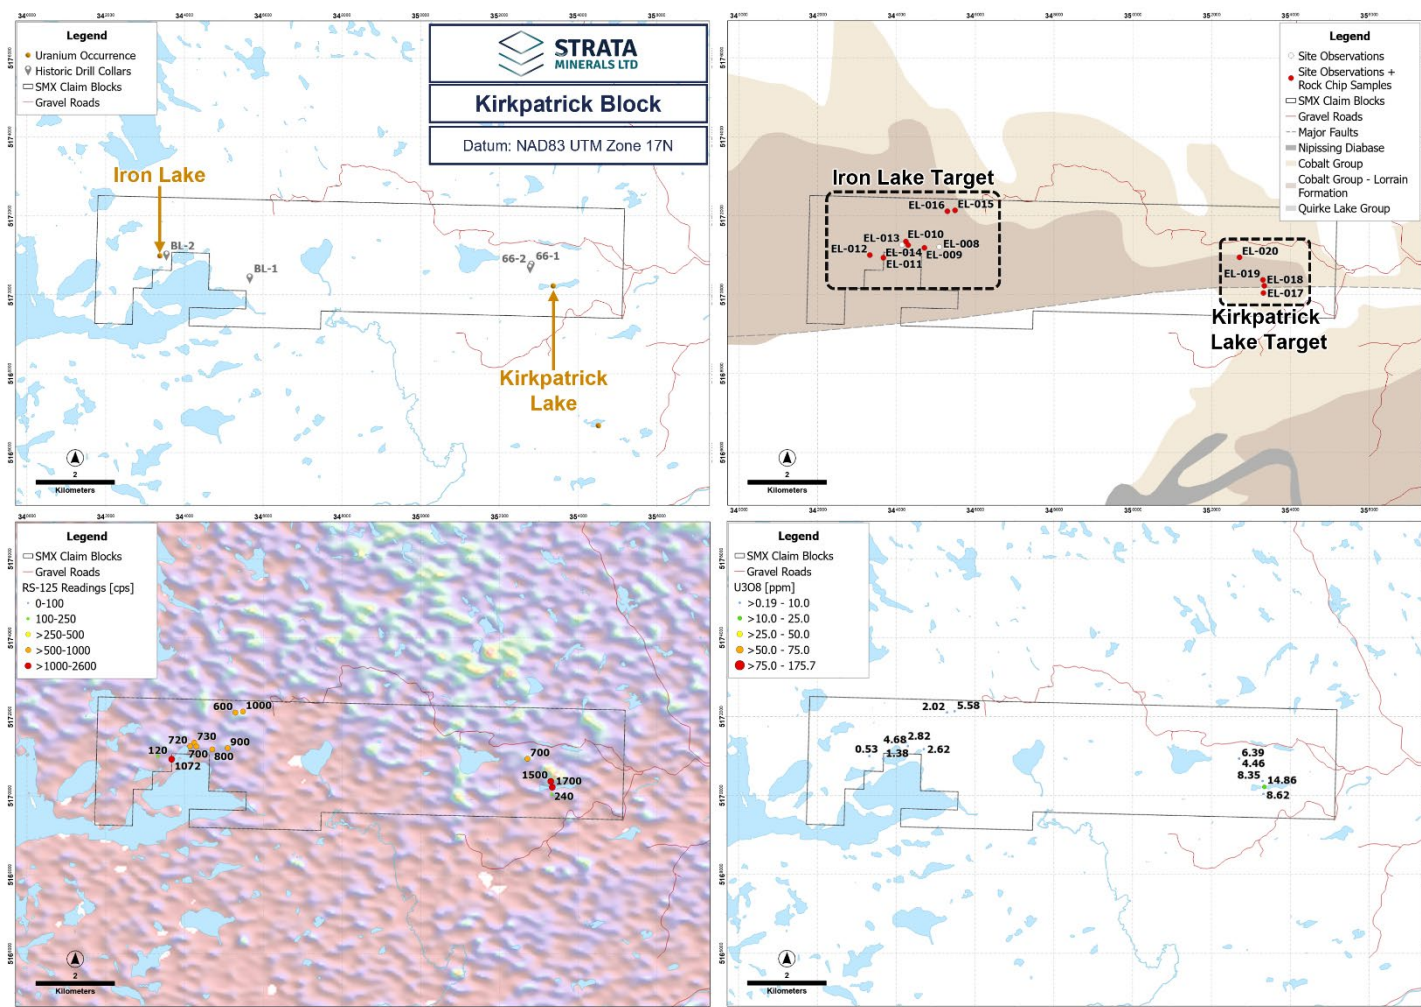 Legend
Uranium Occurrence
Historic Drill Collars
SMX Claim Blocks
Gravel Roads
STRATA
MINERALS LTD
Kirkpatrick Block
Datum: NAD83 UTM Zone 17N
Iron Lake
BL-2
BL-1
66-2
66-1
Kirkpatrick
Lake
2
Kilometers
Legend
Site Observations
Site Observations +
Rock Chip Samples
SMX Claim Blocks
Gravel Roads
Major Faults
Nipissing Diabase
Cobalt Group
Cobalt Group - Lorrain
Formation
Quirke Lake Group
Iron Lake Target
EL-016
EL-015
EL-013
EL-010
EL-012
EL-014
EL-008
EL-009
EL-011
EL-020
EL-019
EL-018
EL-017
Kirkpatrick
Lake Target
2
Kilometers
Legend
SMX Claim Blocks
Gravel Roads
RS-125 Readings [cps]
0-100
100-250
>250-500
>500-1000
>1000-2600
600
1000
720
730
900
120
700
800
1072
700
1500
1700
240
2
Kilometers
Legend
SMX Claim Blocks
Gravel Roads
U3O8 [ppm]
>0.19 - 10.0
>10.0 - 25.0
>25.0 - 50.0
>50.0 - 75.0
>75.0 - 175.7
2.02
5.58
4.68
2.82
0.53
1.38
2.62
6.39
4.46
8.35
14.86
8.62
2
Kilometers